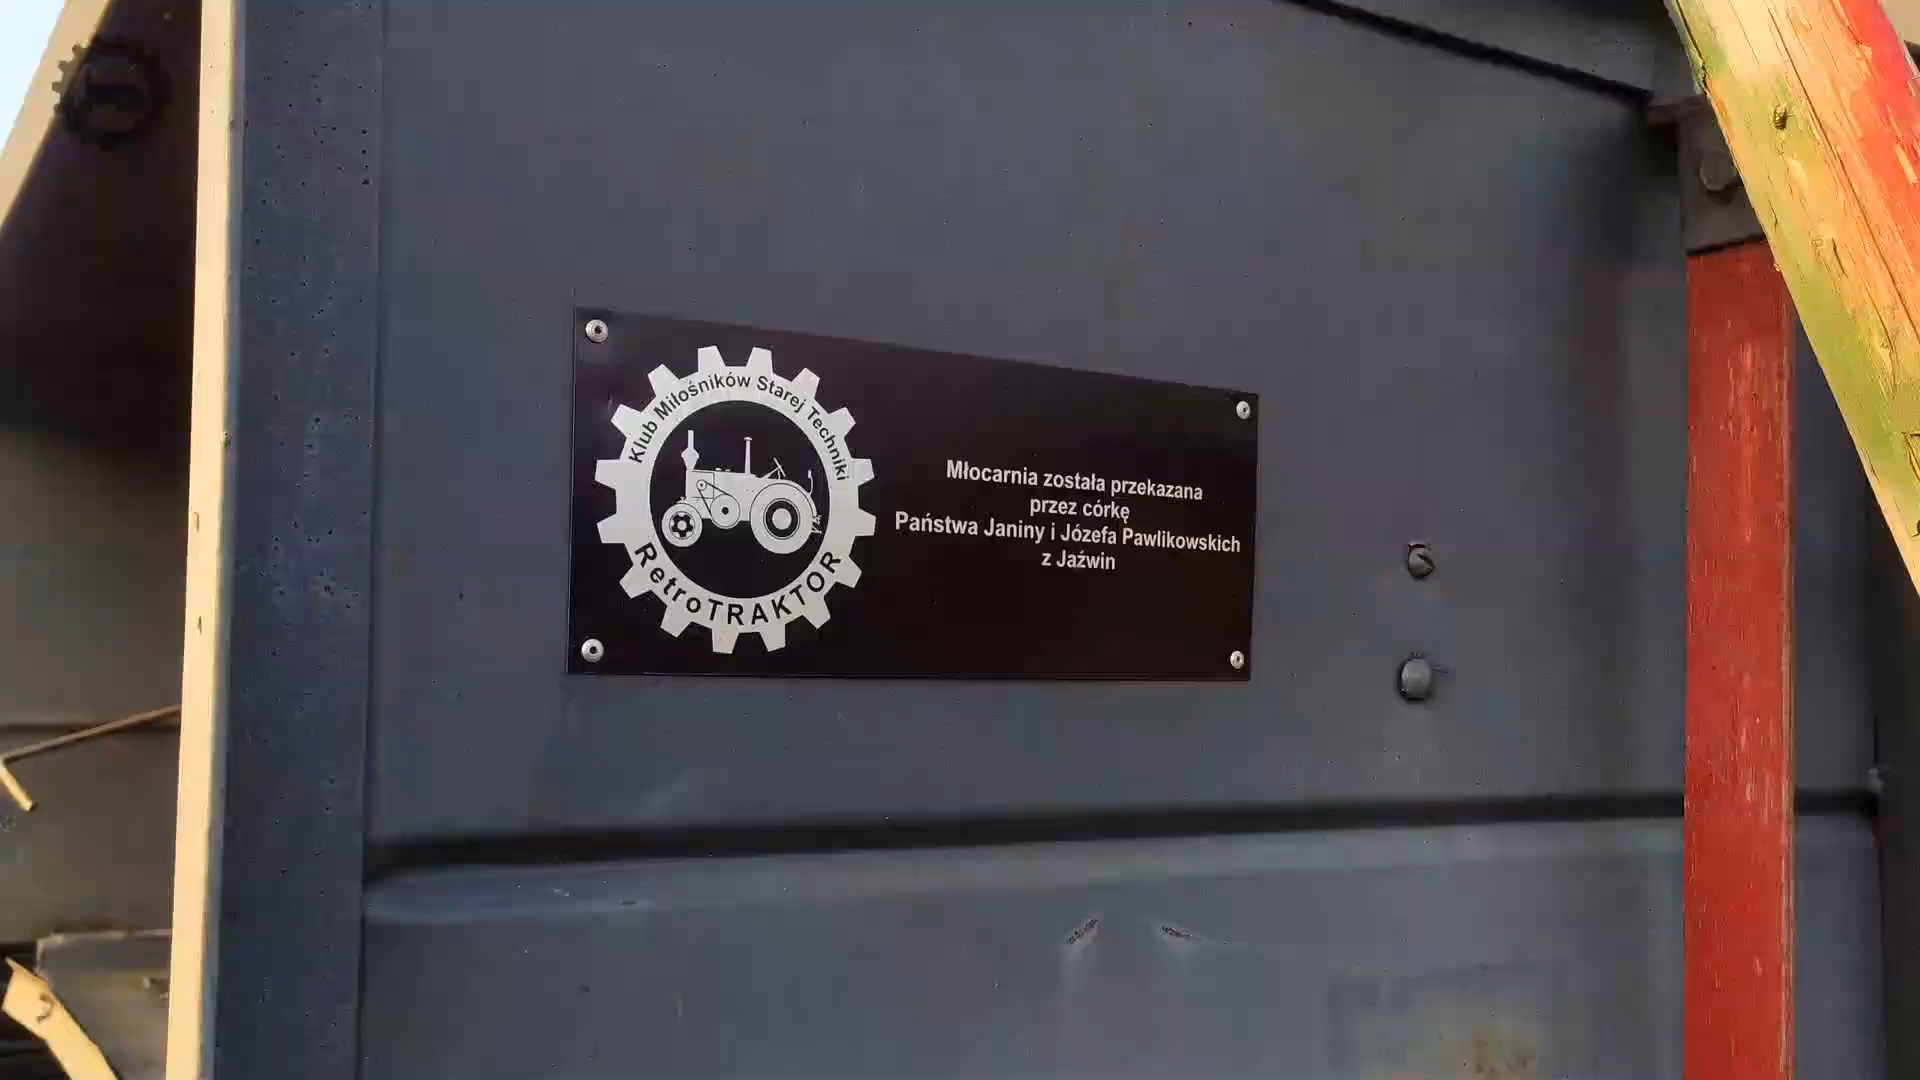 Klub Miłośników Starej Techniki
RetroTRAKTOR
Młocarnia została przekazana
przez córkę
Państwa Janiny i Józefa Pawlikowskich
z Jaźwin